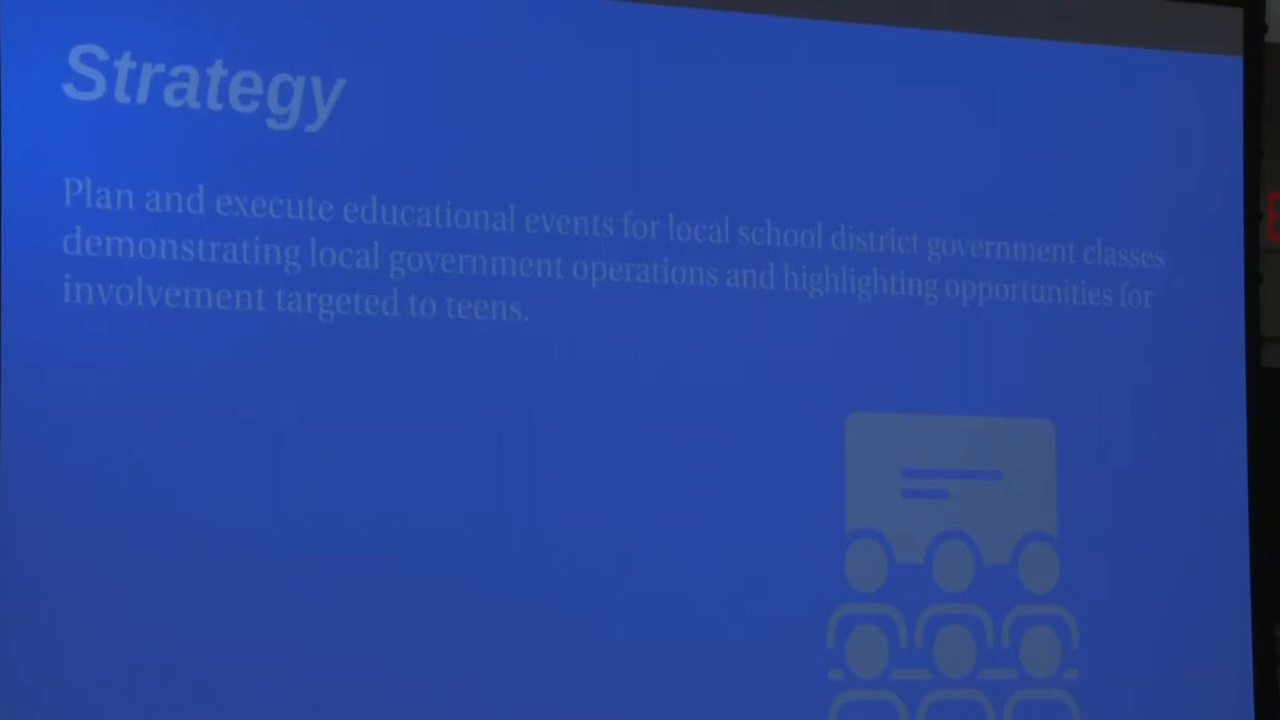 Strategy
Plan and execute educational events for local school district government classes
demonstrating local government operations and highlighting opportunities for
involvement targeted to teens.